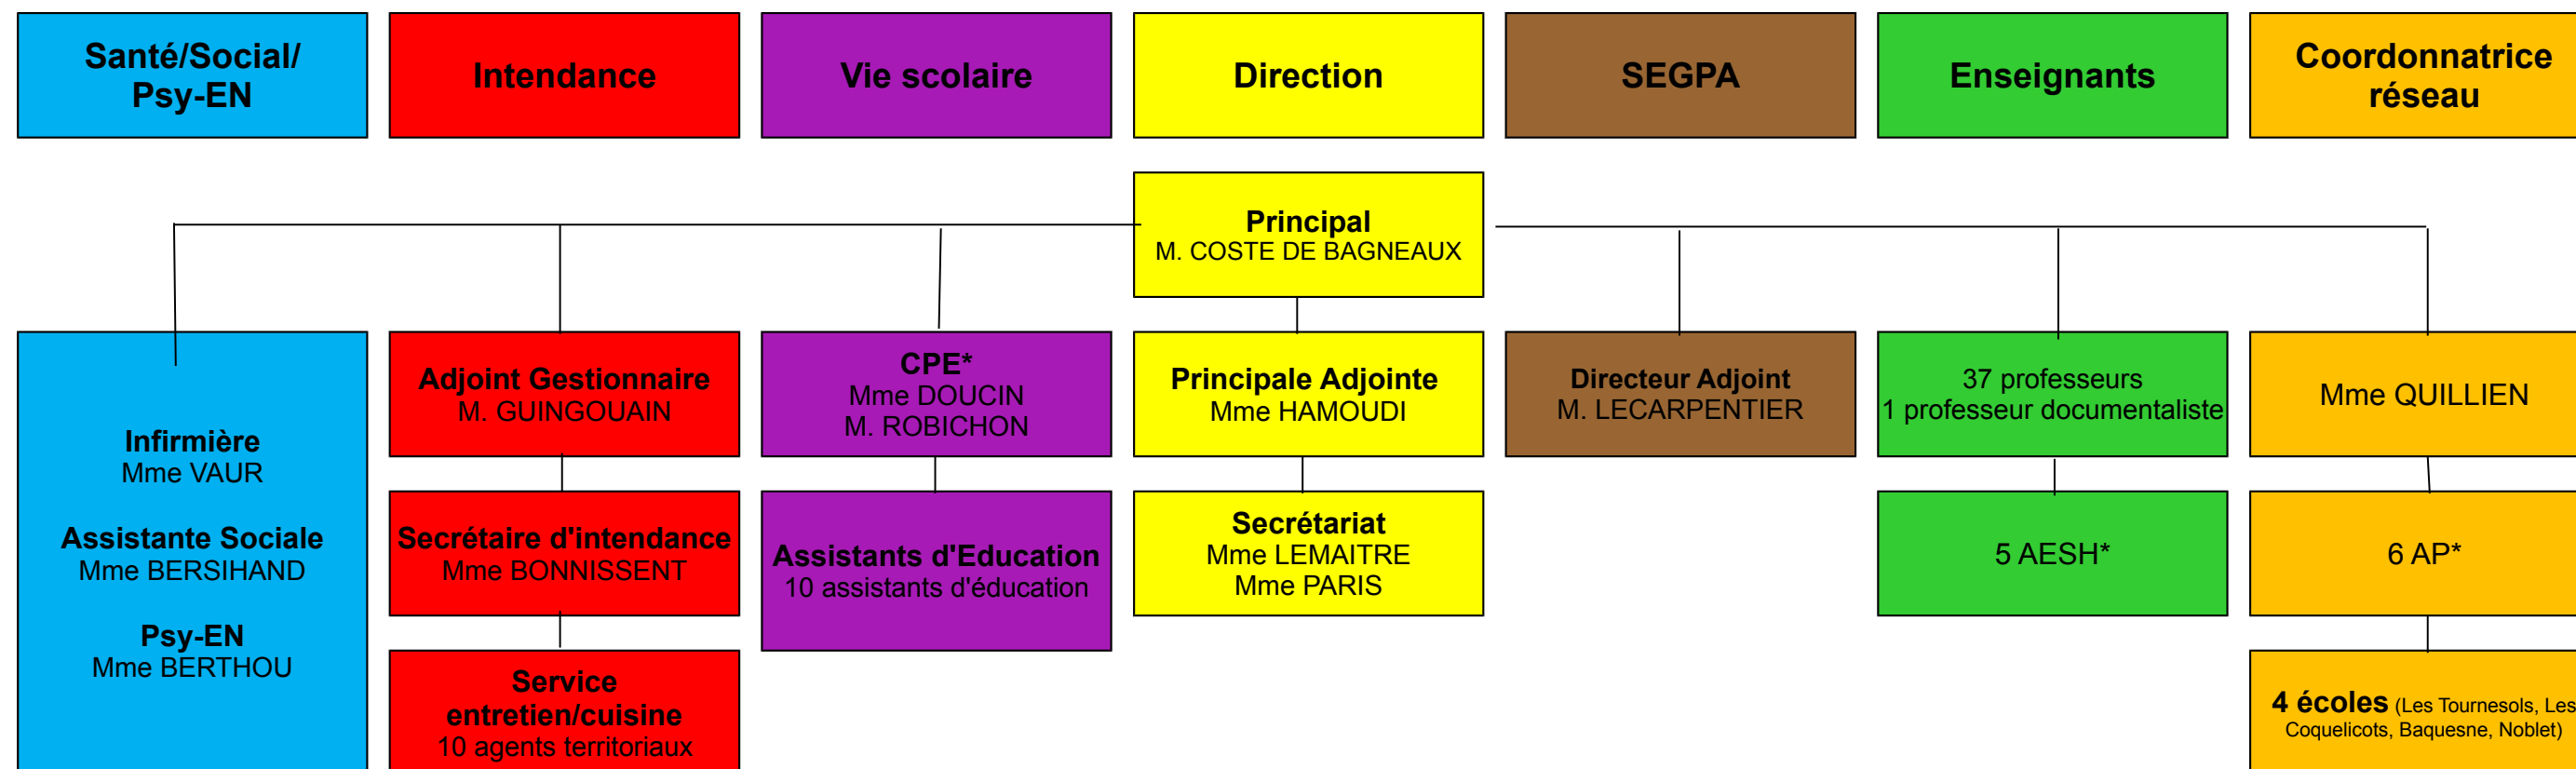 Santé/Social/
Psy-EN
Intendance
Vie scolaire
Direction
SEGPA
Enseignants
Coordonnatrice
réseau
Principal
M. COSTE DE BAGNEAUX
Infirmière
Mme VAUR
Assistante Sociale
Mme BERSIHAND
Psy-EN
Mme BERTHOU
Adjoint Gestionnaire
M. GUINGOUAIN
Secrétaire d'intendance
Mme BONNISSENT
Service
entretien/cuisine
10 agents territoriaux
CPE*
Mme DOUCIN
M. ROBICHON
Assistants d'Education
10 assistants d'éducation
Principale Adjointe
Mme HAMOUDI
Secrétariat
Mme LEMAITRE
Mme PARIS
Directeur Adjoint
M. LECARPENTIER
37 professeurs
1 professeur documentaliste
5 AESH*
Mme QUILLIEN
6 AP*
4 écoles (Les Tournesols, Les
Coquelicots, Baquesne, Noblet)